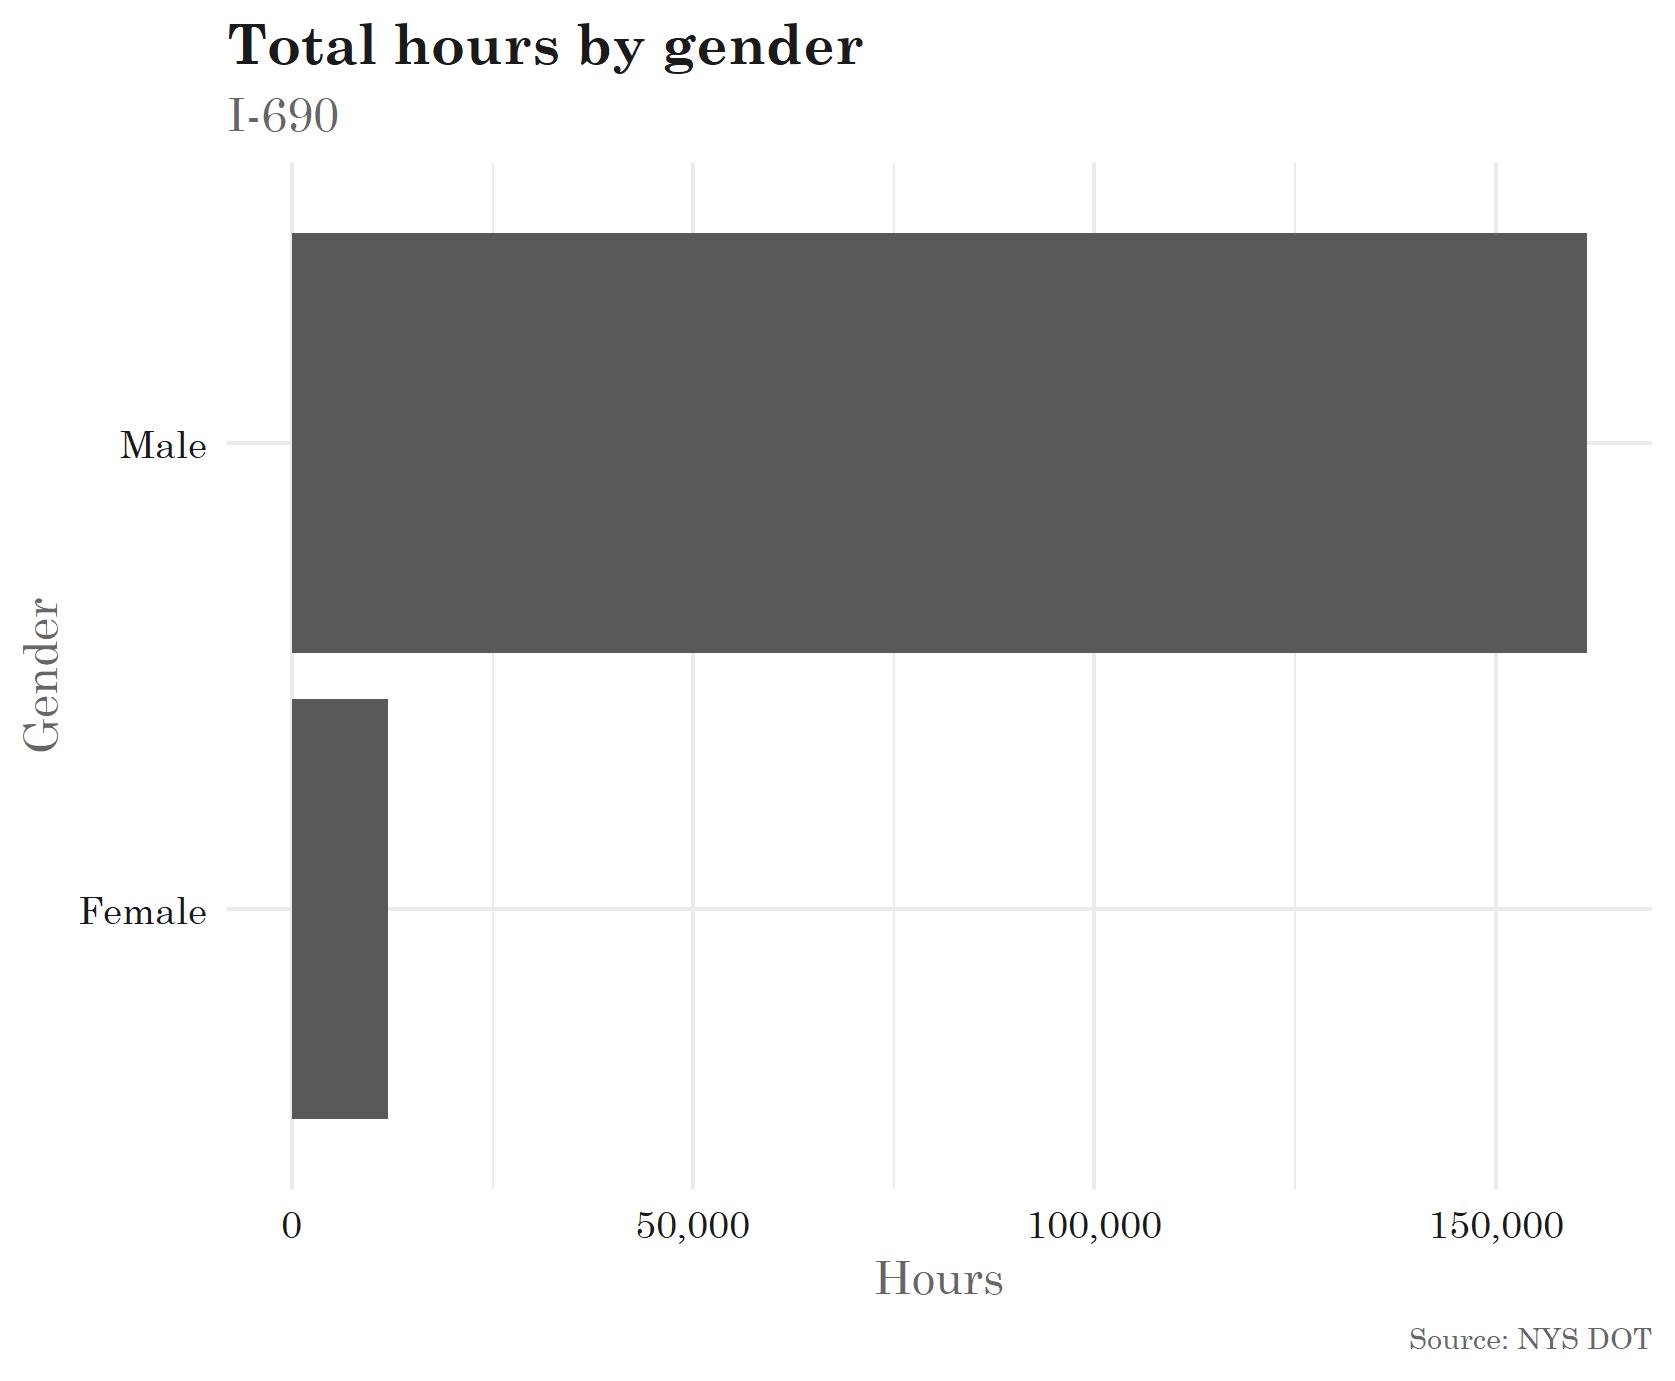 Total hours by gender
I-690
Male
Gender
Female
0
50,000
100,000
150,000
Hours
Source: NYS DOT